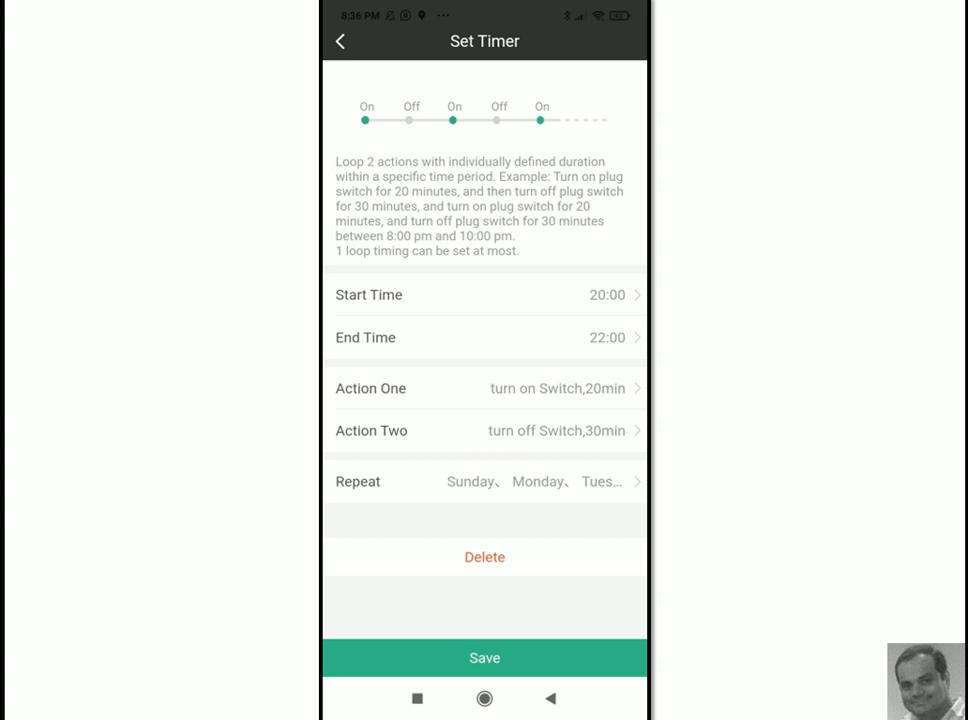 8:36 PM
42
Set Timer
On Off On Off On
Loop 2 actions with individually defined duration
within a specific time period. Example: Turn on plug
switch for 20 minutes, and then turn off plug switch
for 30 minutes, and turn on plug switch for 20
minutes, and turn off plug switch for 30 minutes
between 8:00 pm and 10:00 pm.
1 loop timing can be set at most.
Start Time 20:00
End Time 22:00
Action One turn on Switch,20min
Action Two turn off Switch,30min
Repeat Sunday、 Monday、 Tues...
Delete
Save